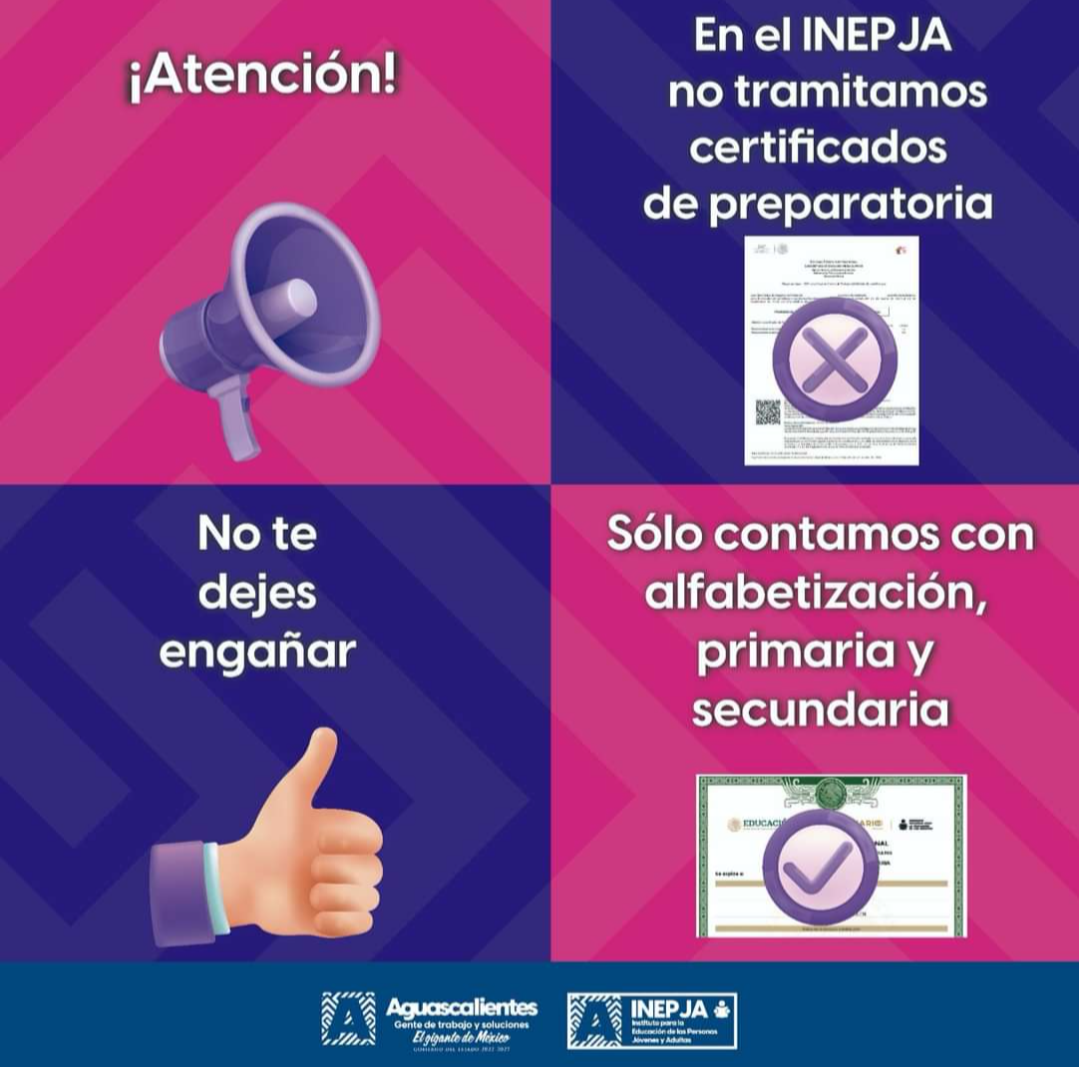 ¡Atención!
En el INEPJA
no tramitamos
certificados
de preparatoria
No te
dejes
engañar
Sólo contamos con
alfabetización,
primaria y
secundaria
EDUCACI
Se expide a:
Aguascalientes
Gente de trabajo y soluciones
El gigante de México
GOBIERNO DEL ESTADO 2022-2027
INEPJA
Instituto para la
Educación de las Personas
Jóvenes y Adultas